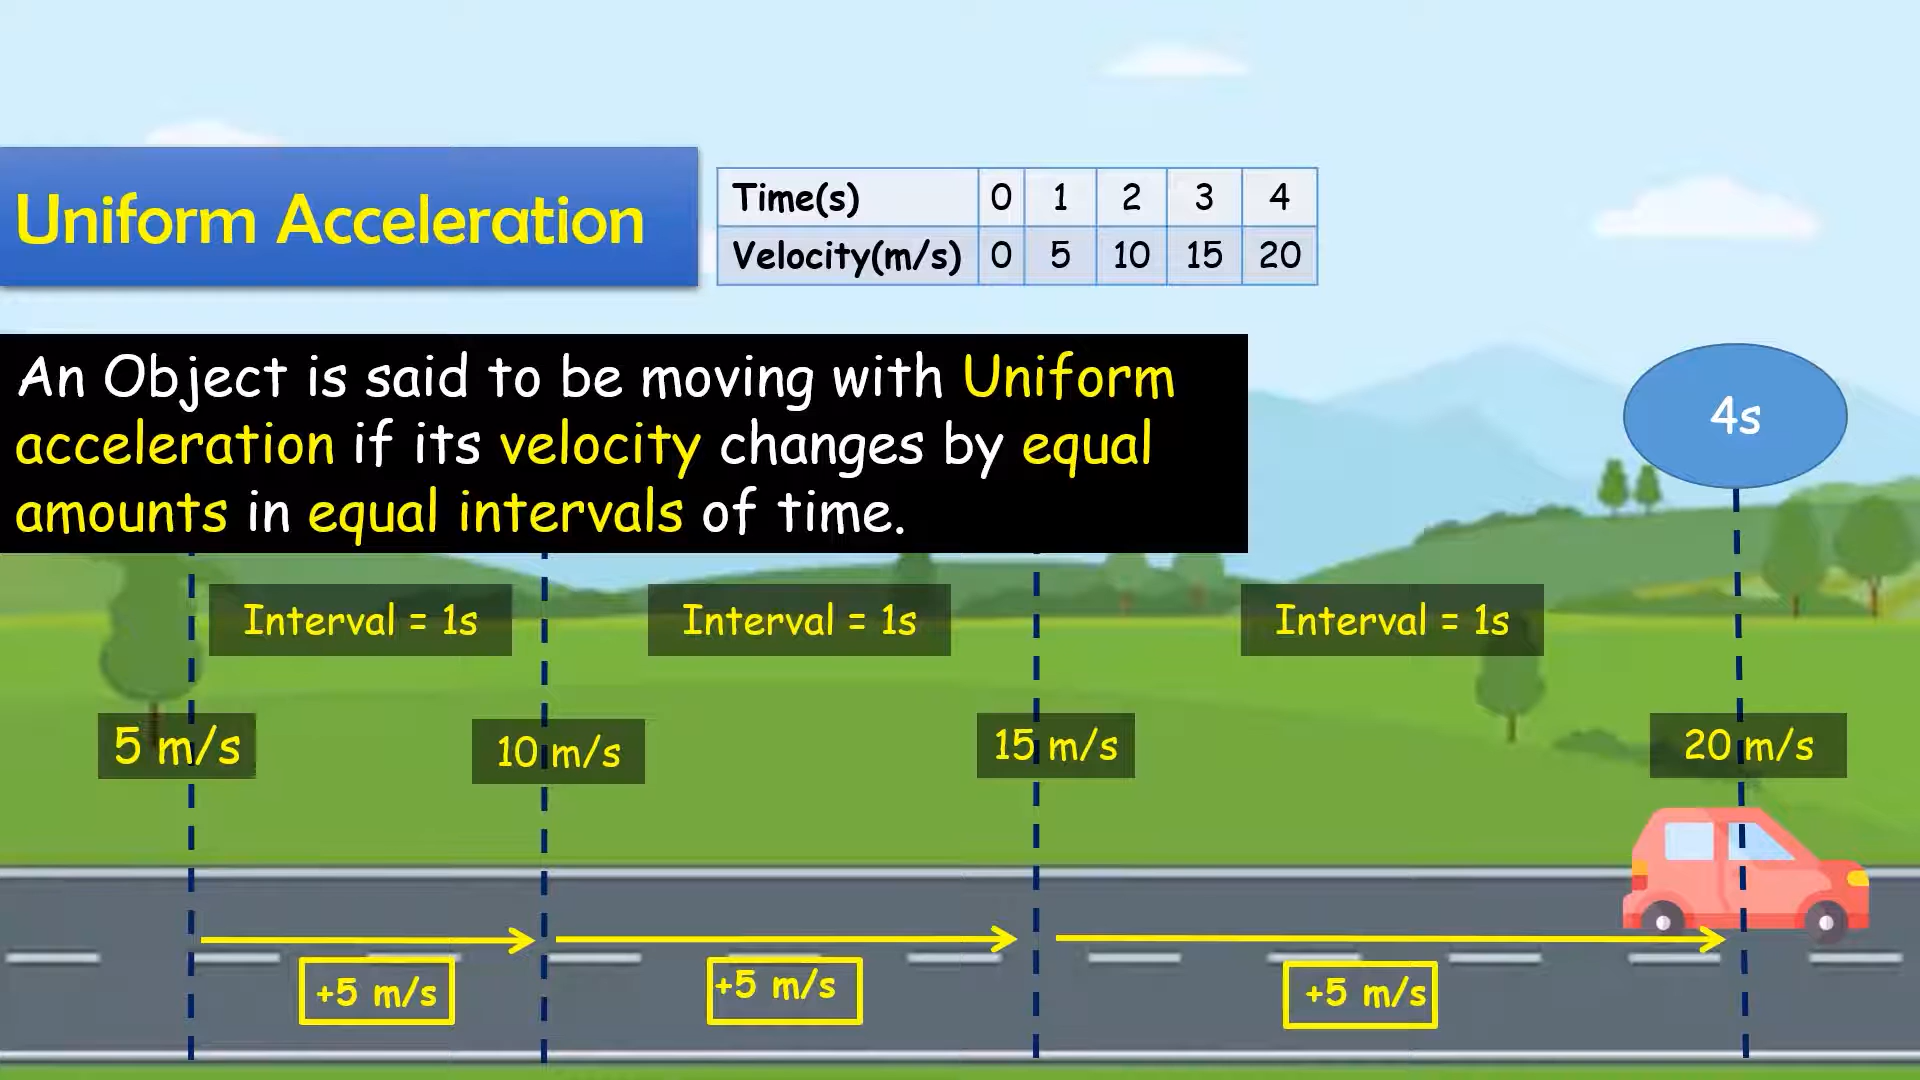 Uniform Acceleration
Time(s) 0 1 2 3 4
Velocity(m/s) 0 5 10 15 20
An Object is said to be moving with Uniform
acceleration if its velocity changes by equal
amounts in equal intervals of time.
4s
Interval = 1s
Interval = 1s
Interval = 1s
5 m/s
10 m/s
15 m/s
20 m/s
+5 m/s
+5 m/s
+5 m/s